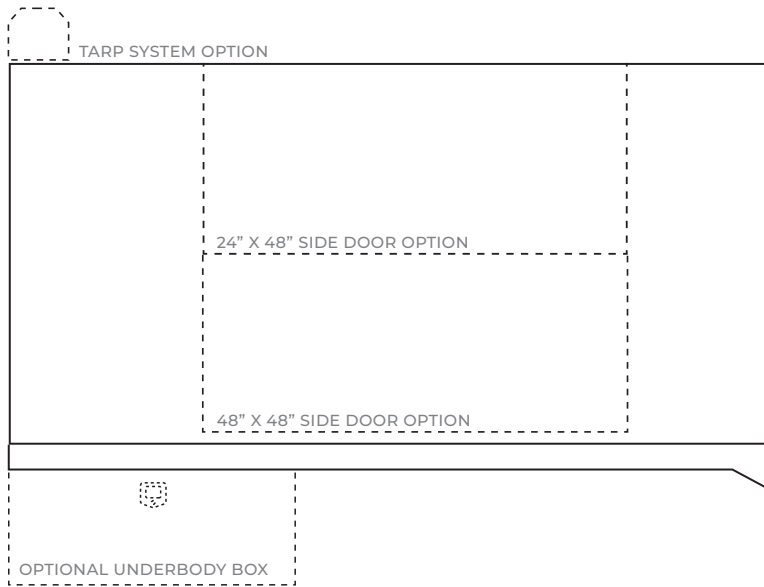 TARP SYSTEM OPTION
24” X 48” SIDE DOOR OPTION
48” X 48” SIDE DOOR OPTION
OPTIONAL UNDERBODY BOX